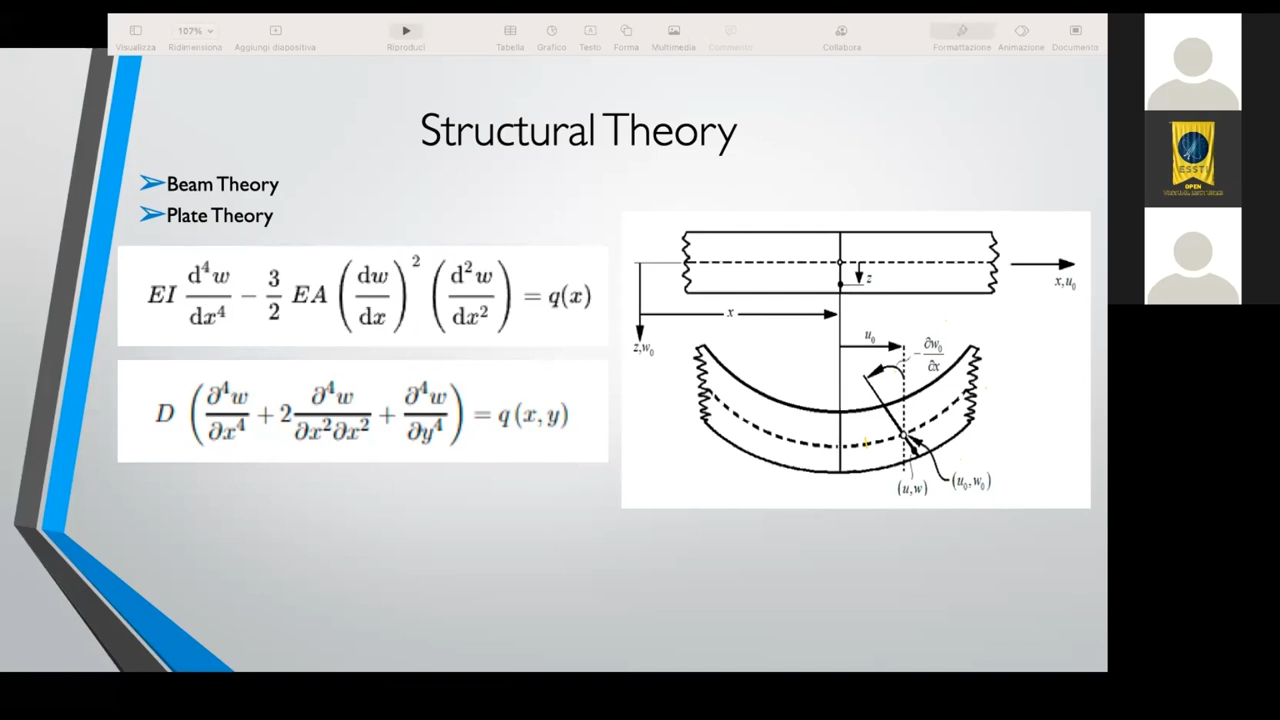 107%
Visualizza Ridimensiona Aggiungi diapositiva Riproduci Tabella Grafico Testo Forma Multimedia Commento Collabora Formattazione Animazione Documento
Structural Theory
Beam Theory
Plate Theory
EI d⁴w/dx⁴ − 3/2 EA (dw/dx)² (d²w/dx²) = q(x)
D (∂⁴w/∂x⁴ + 2 ∂⁴w/∂x²∂x² + ∂⁴w/∂y⁴) = q (x, y)
z
x,u₀
x
z,w₀
u₀
−∂w₀/∂x
(u,w)
(u₀,w₀)
ESSTI
OPEN